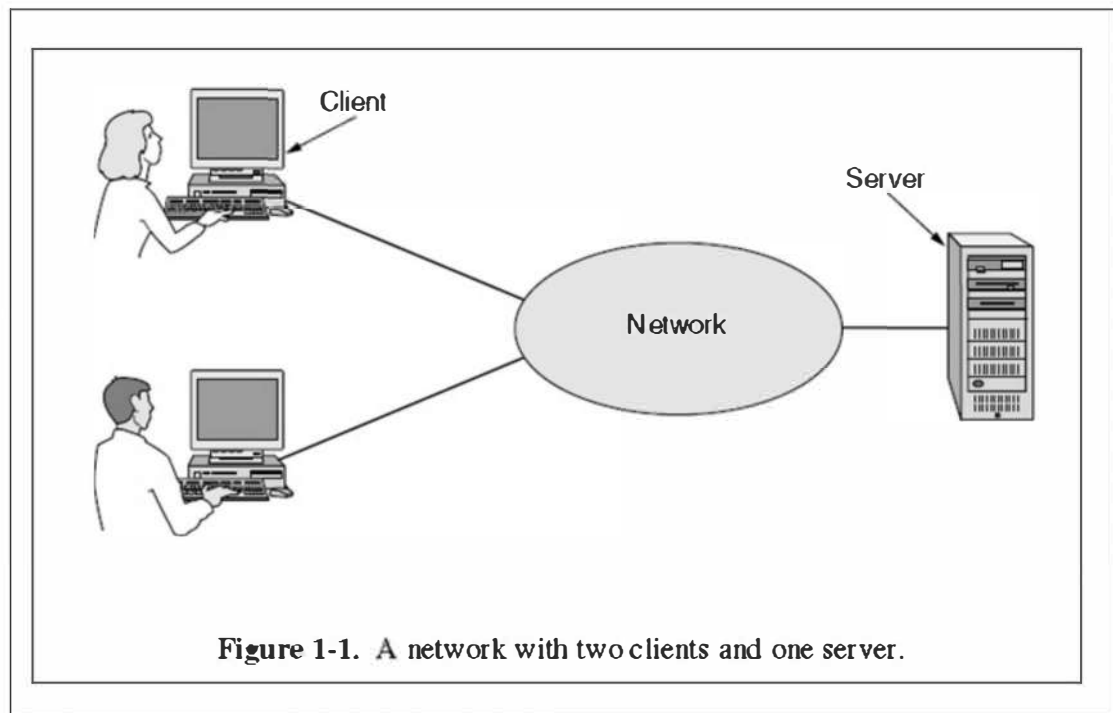 Client
Server
Network
Figure 1-1. A network with two clients and one server.